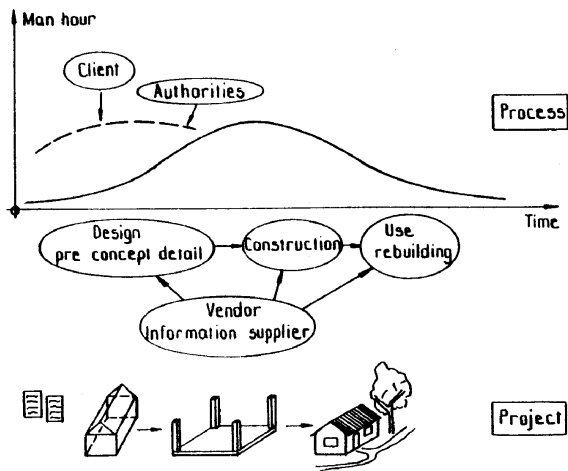 Man hour
Client
Authorities
Process
Time
Design
pre concept detail
Construction
Use
rebuilding
Vendor
Information supplier
Project